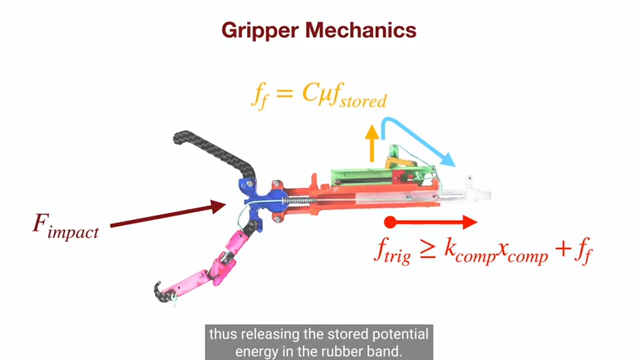 Gripper Mechanics
f_f = Cμf_stored
F_impact
f_trig ≥ k_comp x_comp + f_f
thus releasing the stored potential
energy in the rubber band.